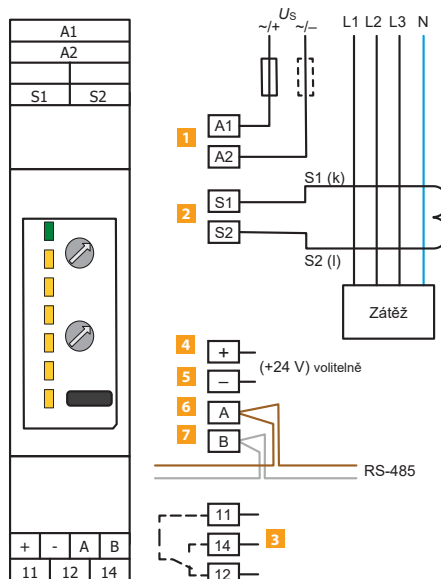 A1
A2
S1 S2
+ - A B
11 12 14
U_S
~/+ ~/–
L1 L2 L3 N
1
A1
A2
S1 (k)
2
S1
S2
S2 (l)
Zátěž
4 +
5 –
(+24 V) volitelně
6 A
7 B
RS-485
11
14 3
12